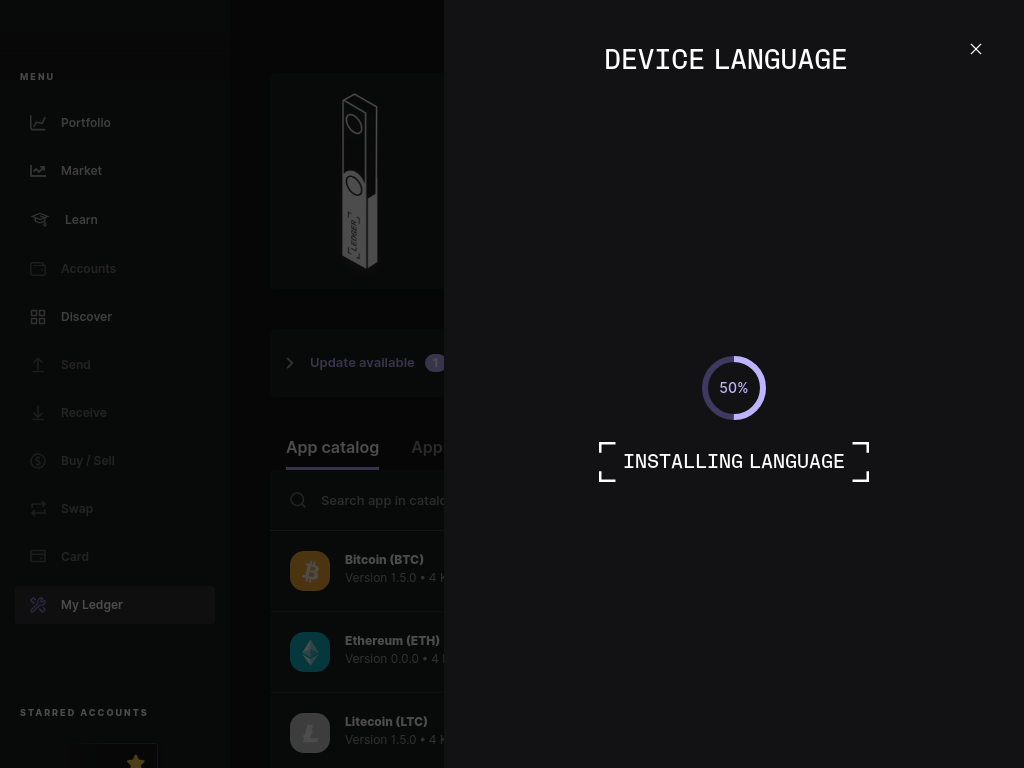 MENU
Portfolio
Market
Learn
Accounts
Discover
Send
Receive
Buy / Sell
Swap
Card
My Ledger
STARRED ACCOUNTS
LEDGER
Update available 1
App catalog App
Search app in catalo
Bitcoin (BTC)
Version 1.5.0 • 4 K
Ethereum (ETH)
Version 0.0.0 • 4
Litecoin (LTC)
Version 1.5.0 • 4 K
DEVICE LANGUAGE
50%
INSTALLING LANGUAGE